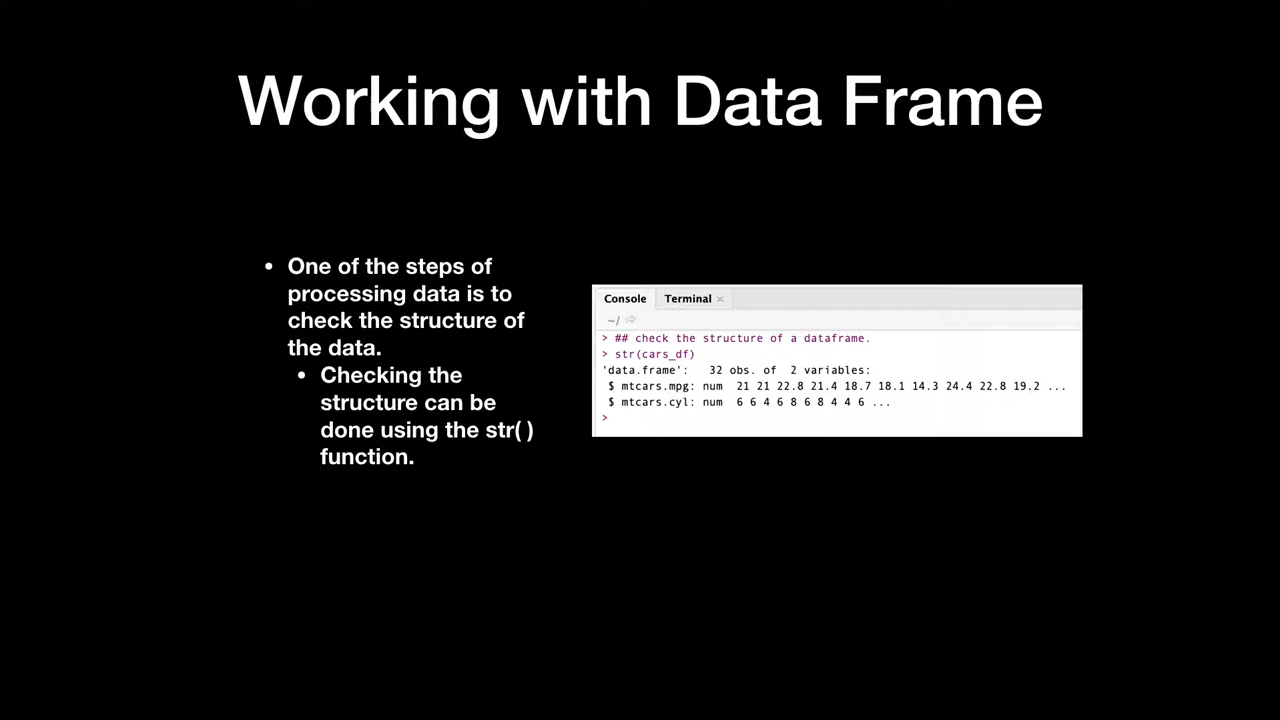 Working with Data Frame
• One of the steps of
processing data is to
check the structure of
the data.
• Checking the
structure can be
done using the str( )
function.
Console Terminal ×
~/
> ## check the structure of a dataframe.
> str(cars_df)
'data.frame': 32 obs. of 2 variables:
$ mtcars.mpg: num 21 21 22.8 21.4 18.7 18.1 14.3 24.4 22.8 19.2 ...
$ mtcars.cyl: num 6 6 4 6 8 6 8 4 4 6 ...
>